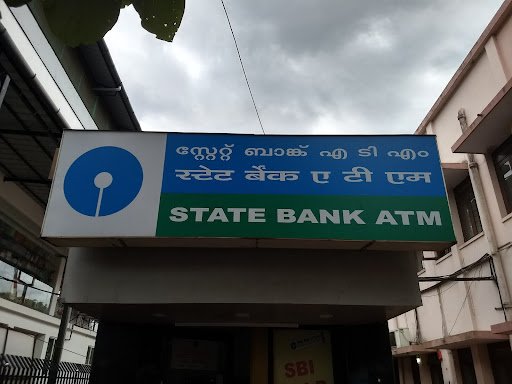 സ്റ്റേറ്റ് ബാങ്ക് എ ടി എം
स्टेट बैंक ए टी एम
STATE BANK ATM
SBI